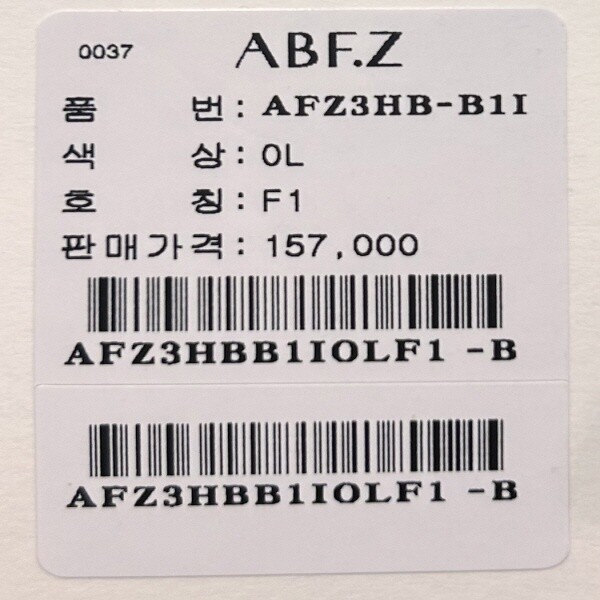 0037 ABF.Z
품 번 : AFZ3HB-B1I
색 상 : OL
호 칭 : F1
판매가격 : 157,000
AFZ3HBB1IOLF1 -B
AFZ3HBB1IOLF1 -B